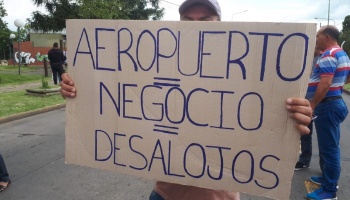 AEROPUERTO
=
NEGOCIO
=
DESALOJOS